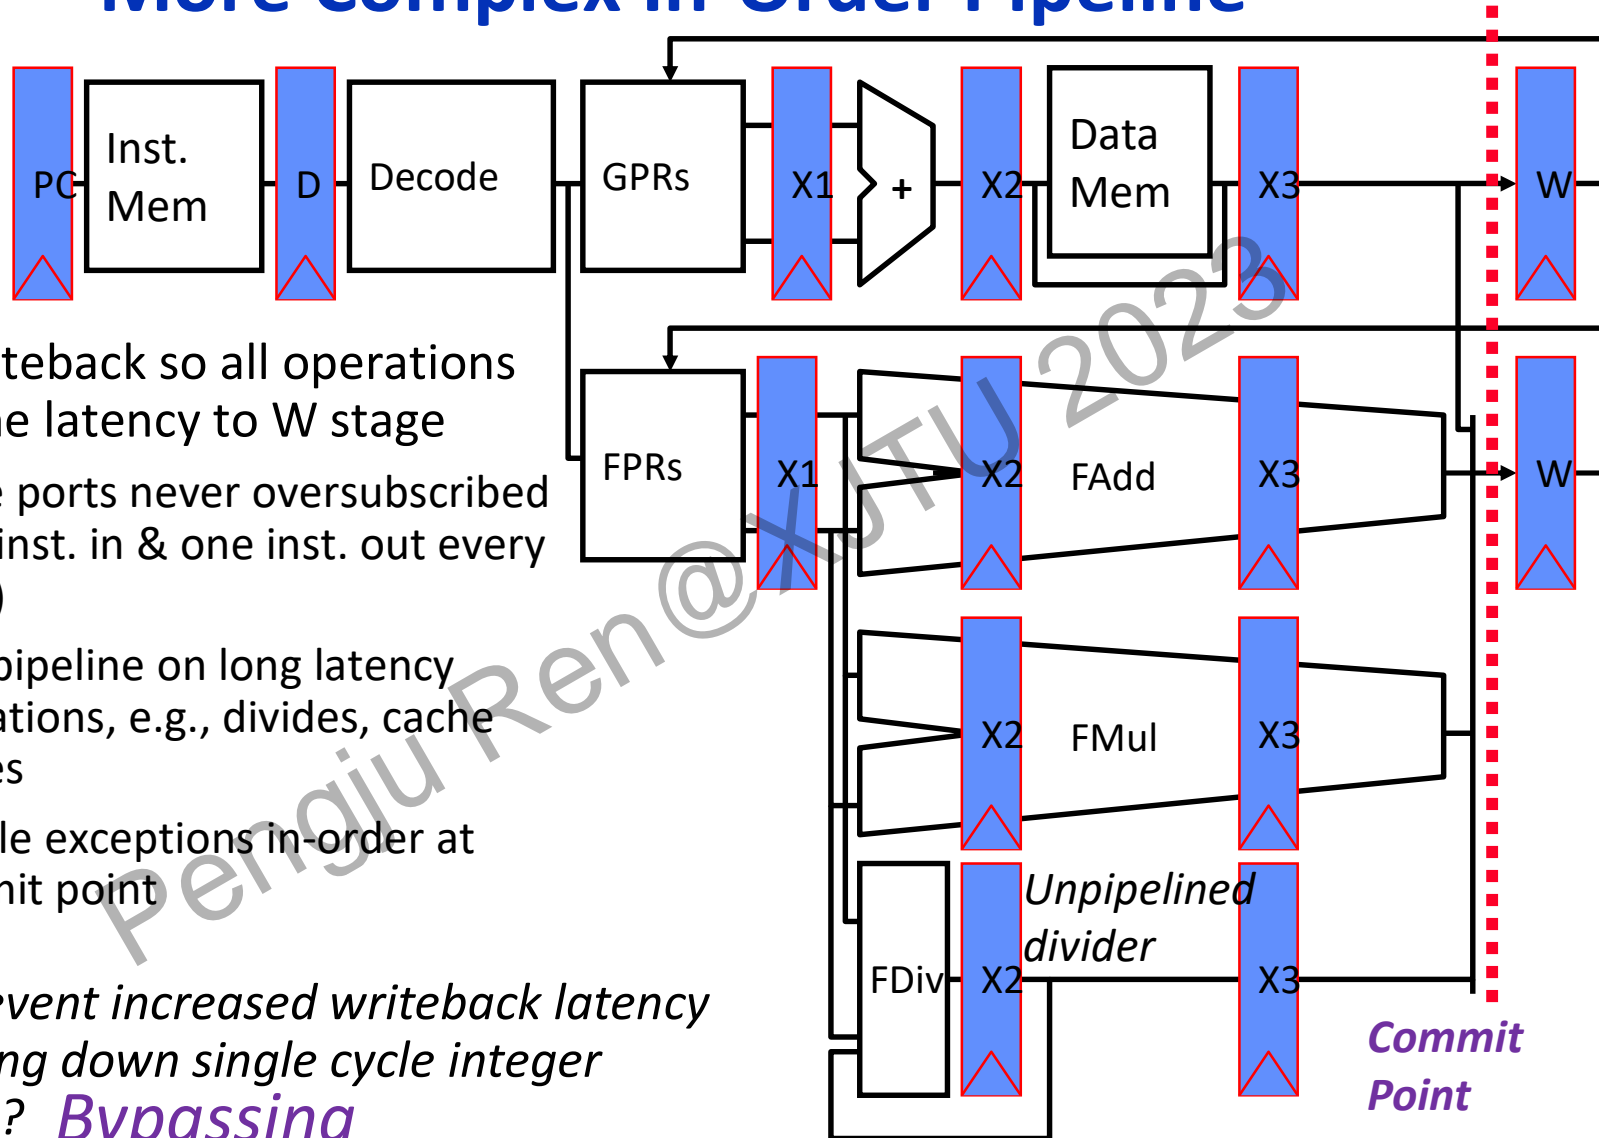 More Complex In-Order Pipeline
PC
Inst.
Mem
D
Decode
GPRs
X1
+
X2
Data
Mem
X3
W
teback so all operations
ne latency to W stage
e ports never oversubscribed
inst. in & one inst. out every
)
pipeline on long latency
ations, e.g., divides, cache
es
le exceptions in-order at
nit point
event increased writeback latency
ng down single cycle integer
? Bypassing
FPRs
X1
X2
FAdd
X3
W
X2
FMul
X3
FDiv
X2
Unpipelined
divider
X3
Commit
Point
Pengju Ren@XJTU 2023